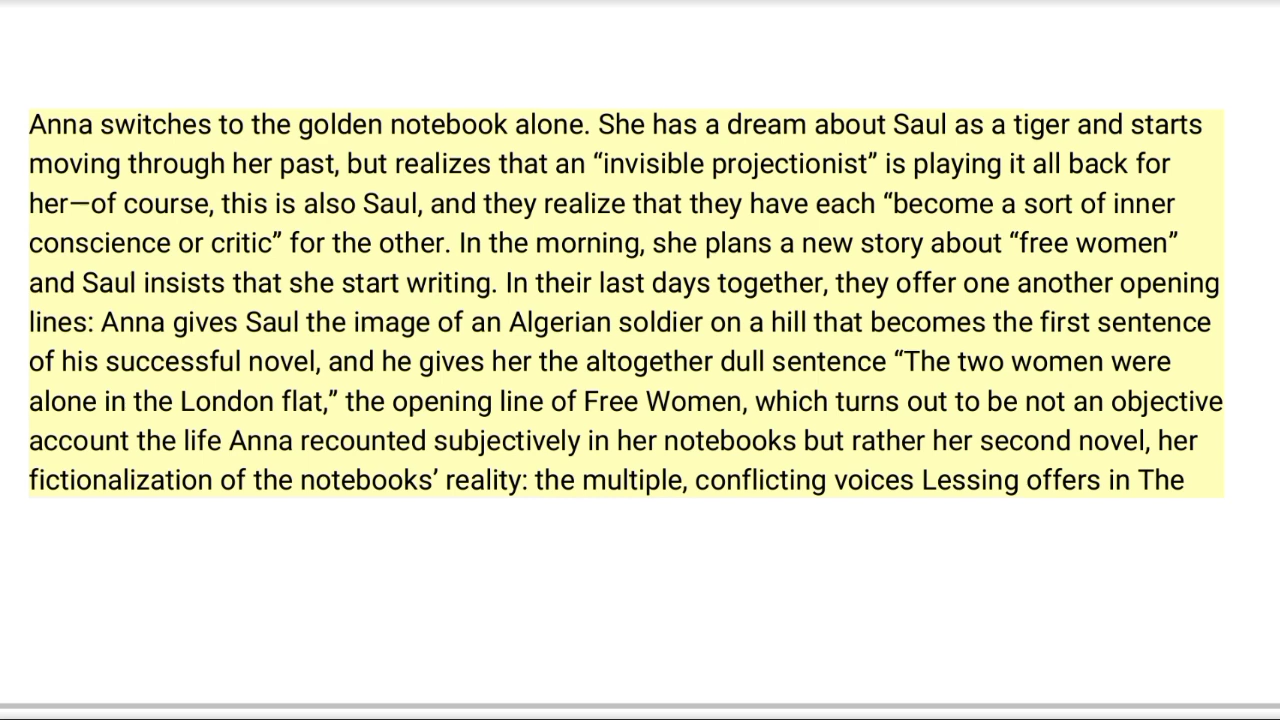 Anna switches to the golden notebook alone. She has a dream about Saul as a tiger and starts
moving through her past, but realizes that an “invisible projectionist” is playing it all back for
her—of course, this is also Saul, and they realize that they have each “become a sort of inner
conscience or critic” for the other. In the morning, she plans a new story about “free women”
and Saul insists that she start writing. In their last days together, they offer one another opening
lines: Anna gives Saul the image of an Algerian soldier on a hill that becomes the first sentence
of his successful novel, and he gives her the altogether dull sentence “The two women were
alone in the London flat,” the opening line of Free Women, which turns out to be not an objective
account the life Anna recounted subjectively in her notebooks but rather her second novel, her
fictionalization of the notebooks’ reality: the multiple, conflicting voices Lessing offers in The